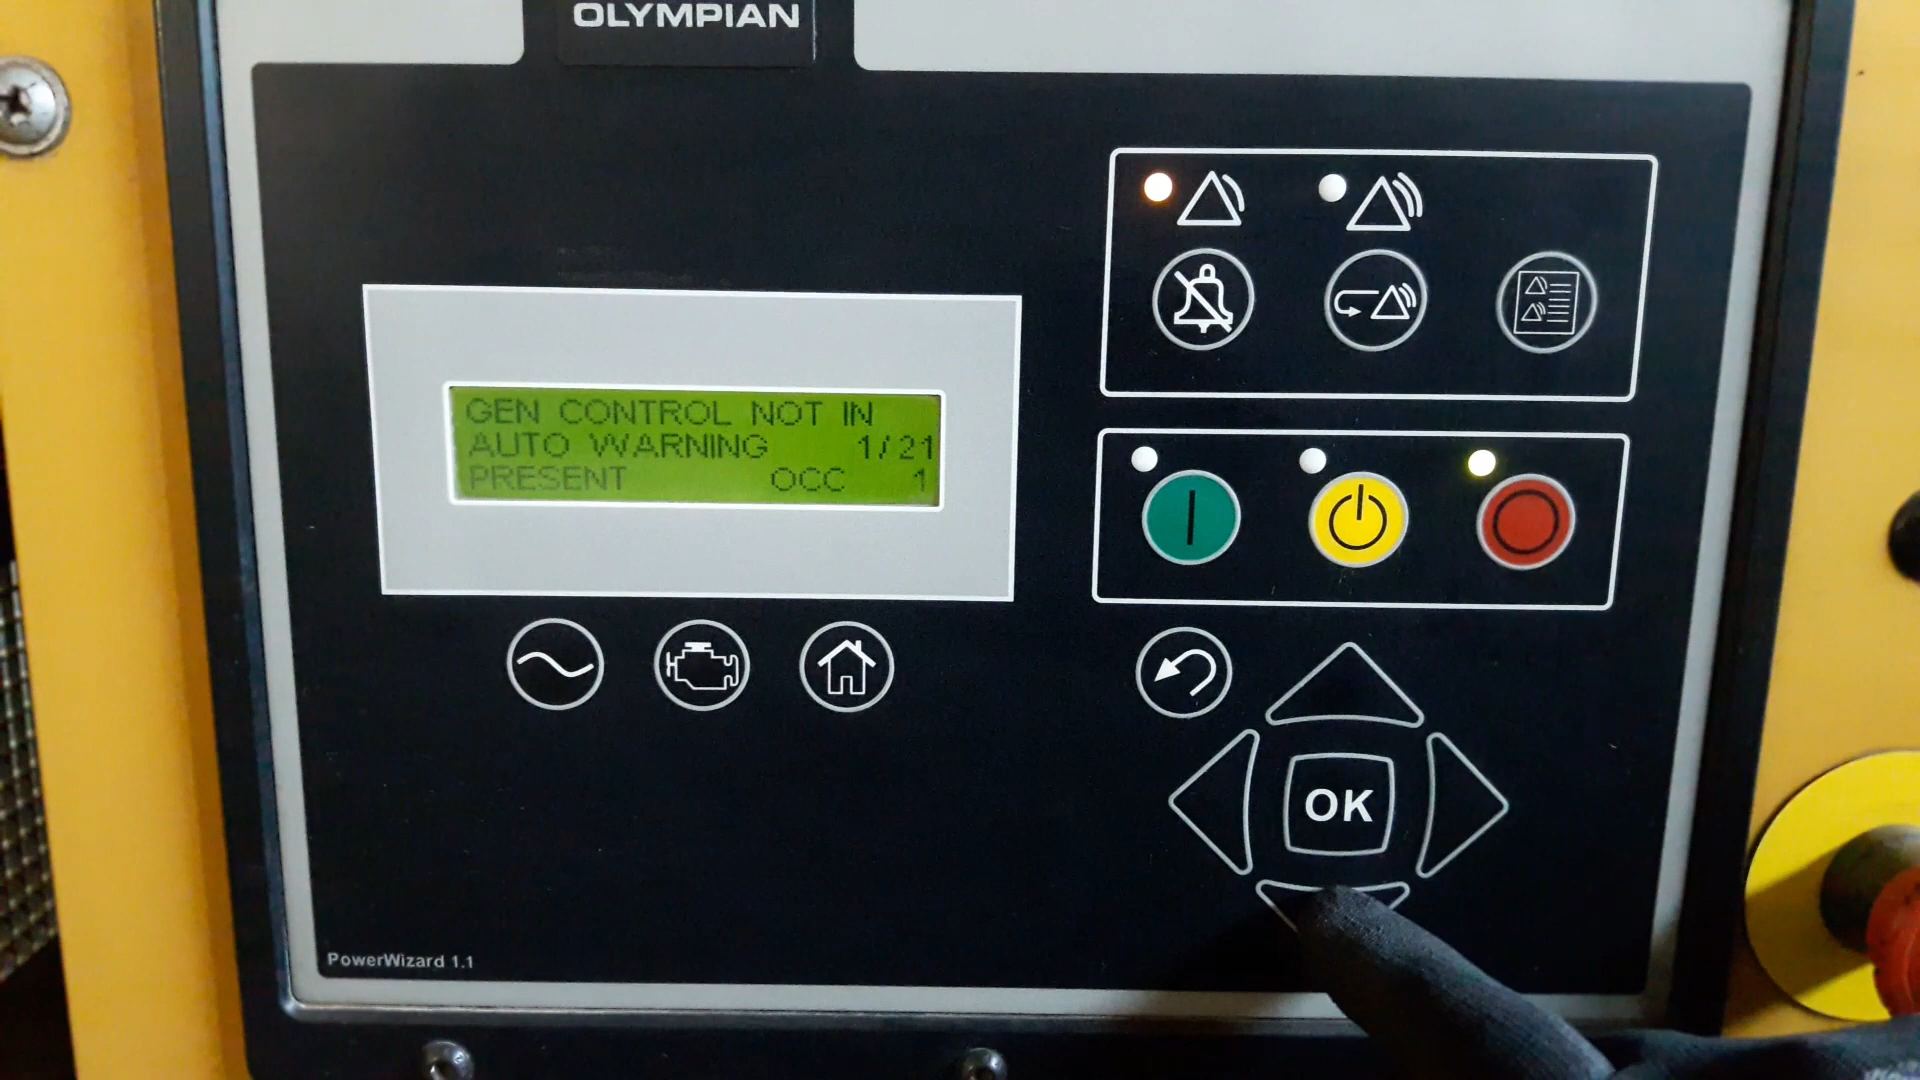 OLYMPIAN
GEN CONTROL NOT IN
AUTO WARNING 1/21
PRESENT OCC 1
OK
PowerWizard 1.1